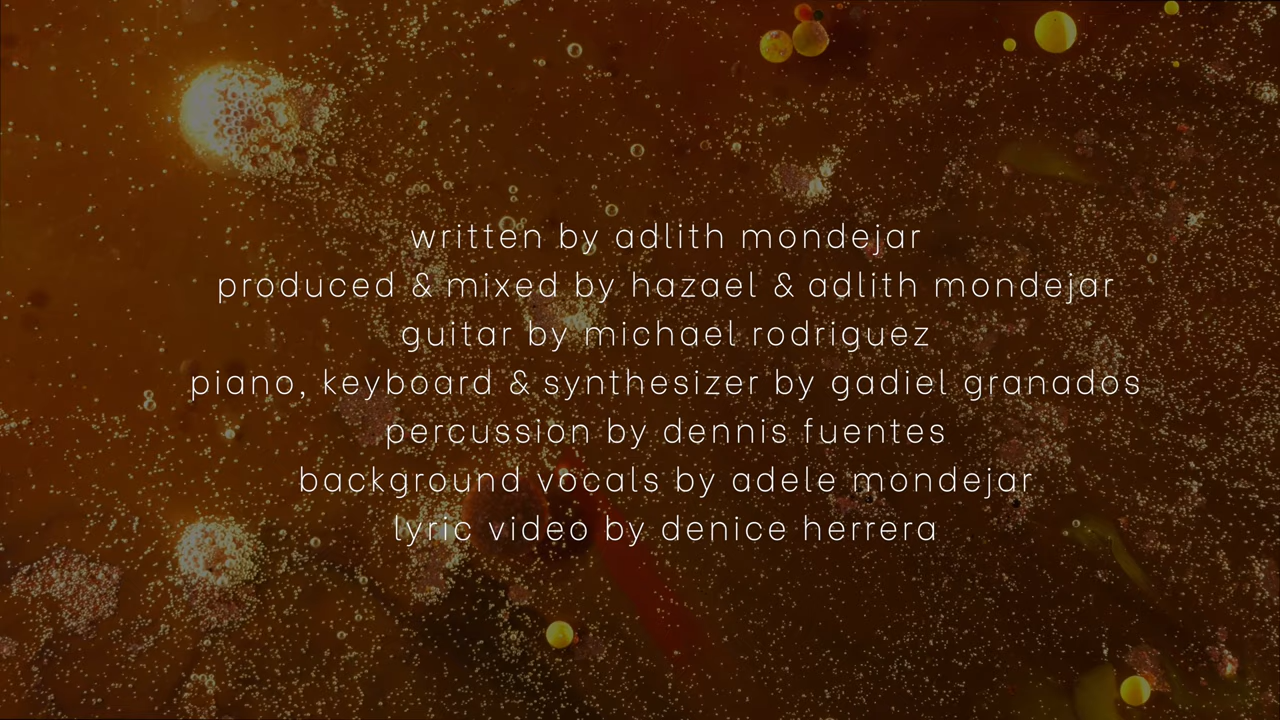 written by adlith mondejar
produced & mixed by hazael & adlith mondejar
guitar by michael rodriguez
piano, keyboard & synthesizer by gadiel granados
percussion by dennis fuentes
background vocals by adele mondejar
lyric video by denice herrera